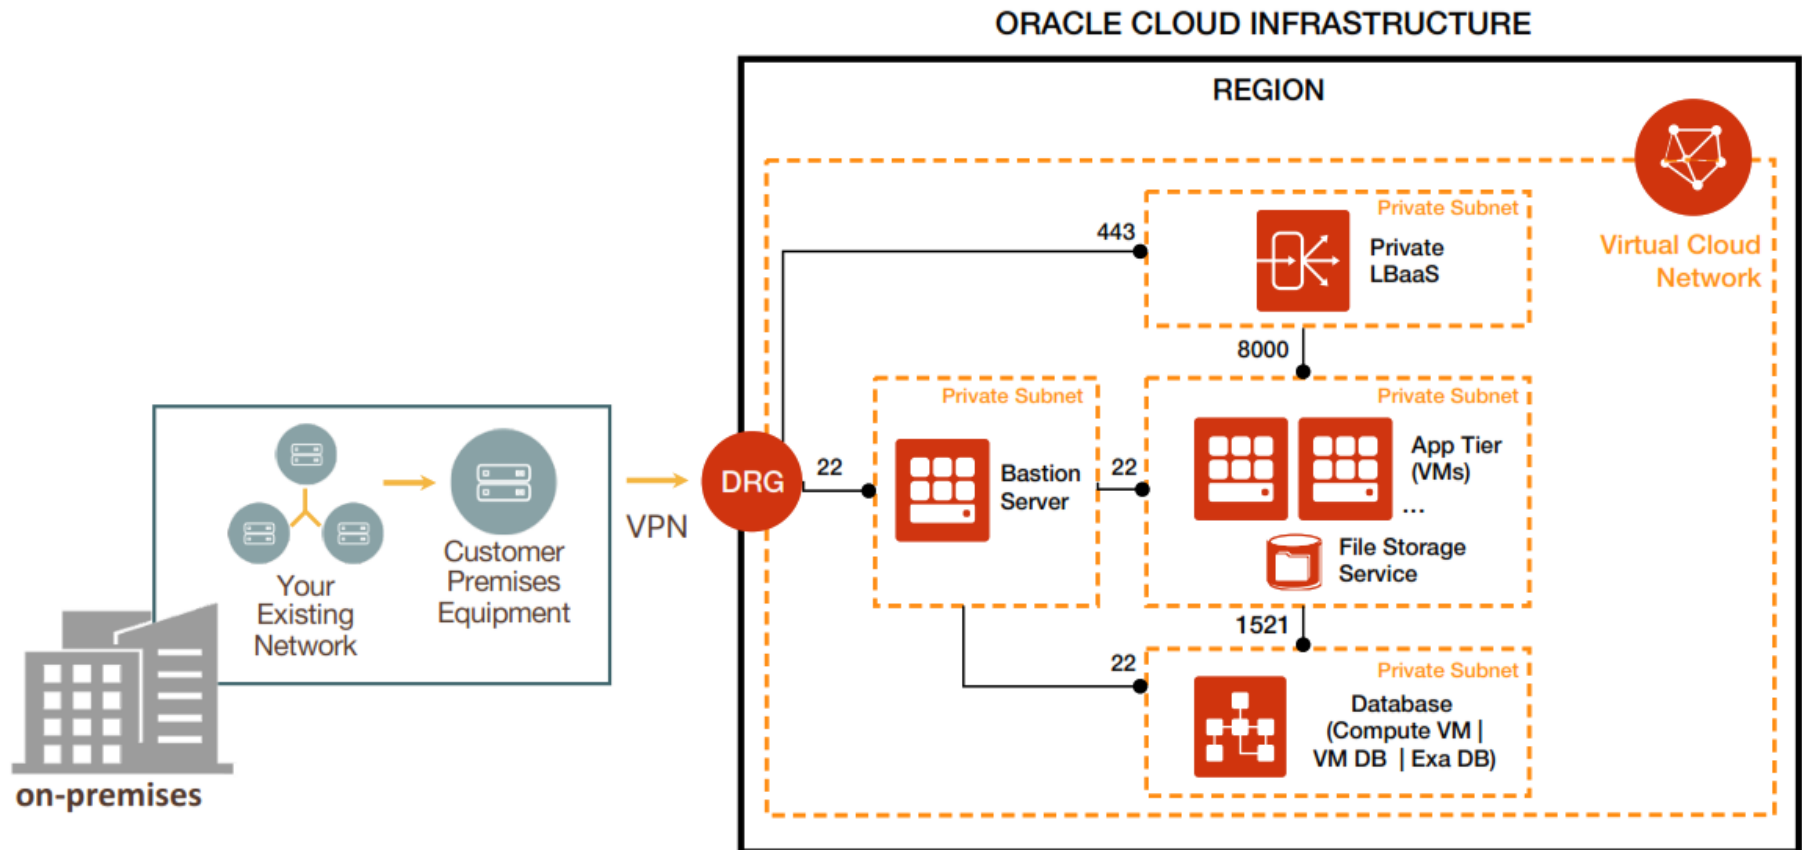 ORACLE CLOUD INFRASTRUCTURE
REGION
Virtual Cloud
Network
Private Subnet
443
Private
LBaaS
8000
Private Subnet
22
Bastion
Server
22
Private Subnet
App Tier
(VMs)
...
File Storage
Service
1521
22
Private Subnet
Database
(Compute VM |
VM DB | Exa DB)
DRG
VPN
Your
Existing
Network
Customer
Premises
Equipment
on-premises